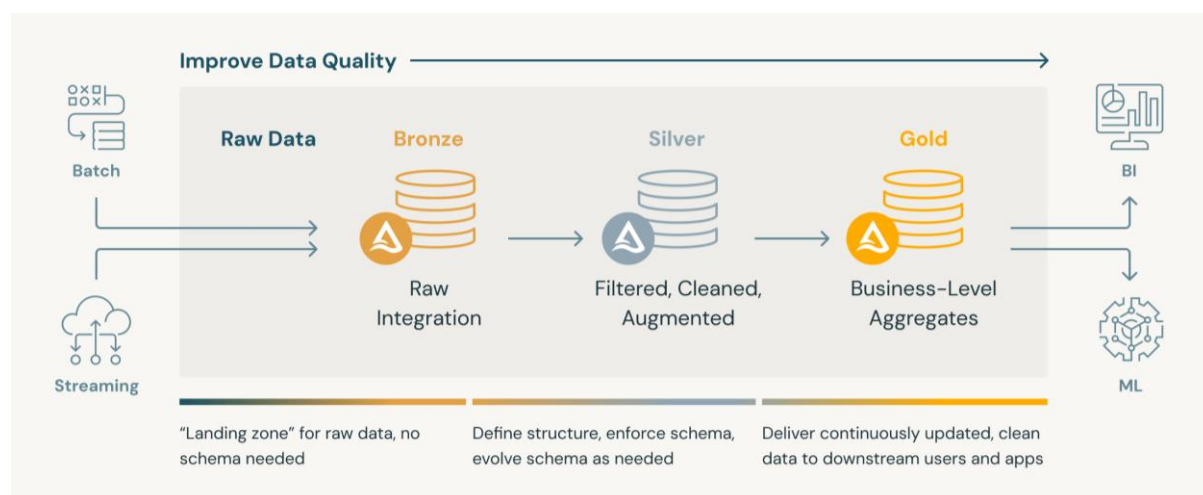 Improve Data Quality
Raw Data
Bronze
Silver
Gold
Batch
BI
Raw
Integration
Filtered, Cleaned,
Augmented
Business-Level
Aggregates
Streaming
ML
“Landing zone” for raw data, no
schema needed
Define structure, enforce schema,
evolve schema as needed
Deliver continuously updated, clean
data to downstream users and apps